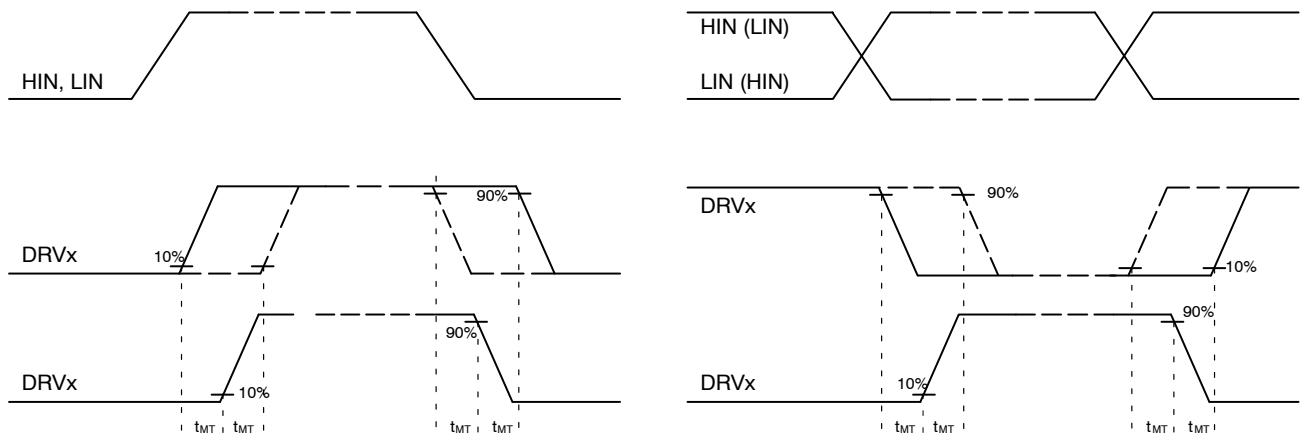 HIN, LIN
DRVx
10%
90%
DRVx
10%
90%
tMT tMT tMT tMT
HIN (LIN)
LIN (HIN)
DRVx
90%
10%
DRVx
10%
90%
tMT tMT tMT tMT